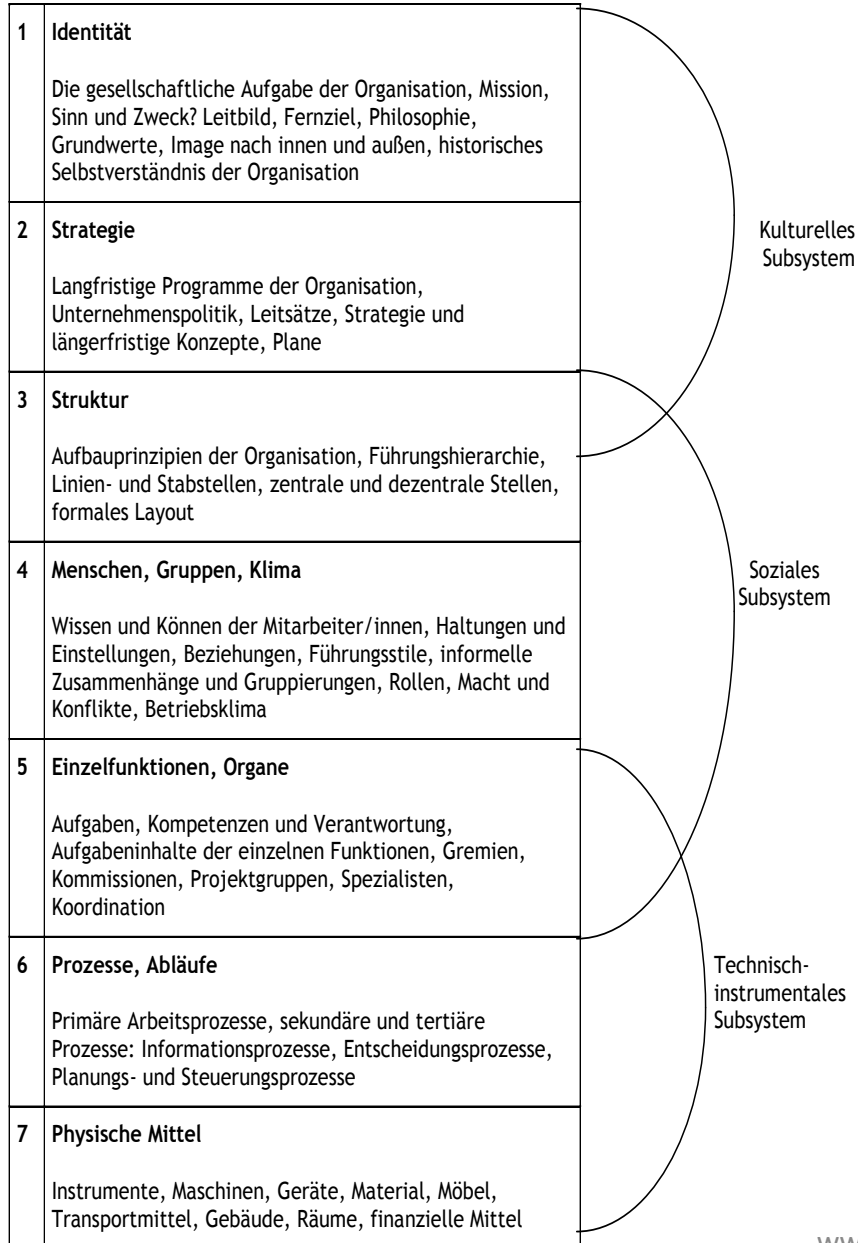 1 Identität
Die gesellschaftliche Aufgabe der Organisation, Mission,
Sinn und Zweck? Leitbild, Fernziel, Philosophie,
Grundwerte, Image nach innen und außen, historisches
Selbstverständnis der Organisation
2 Strategie
Langfristige Programme der Organisation,
Unternehmenspolitik, Leitsätze, Strategie und
längerfristige Konzepte, Plane
Kulturelles
Subsystem
3 Struktur
Aufbauprinzipien der Organisation, Führungshierarchie,
Linien- und Stabstellen, zentrale und dezentrale Stellen,
formales Layout
4 Menschen, Gruppen, Klima
Wissen und Können der Mitarbeiter/innen, Haltungen und
Einstellungen, Beziehungen, Führungsstile, informelle
Zusammenhänge und Gruppierungen, Rollen, Macht und
Konflikte, Betriebsklima
Soziales
Subsystem
5 Einzelfunktionen, Organe
Aufgaben, Kompetenzen und Verantwortung,
Aufgabeninhalte der einzelnen Funktionen, Gremien,
Kommissionen, Projektgruppen, Spezialisten,
Koordination
6 Prozesse, Abläufe
Primäre Arbeitsprozesse, sekundäre und tertiäre
Prozesse: Informationsprozesse, Entscheidungsprozesse,
Planungs- und Steuerungsprozesse
Technisch-
instrumentales
Subsystem
7 Physische Mittel
Instrumente, Maschinen, Geräte, Material, Möbel,
Transportmittel, Gebäude, Räume, finanzielle Mittel